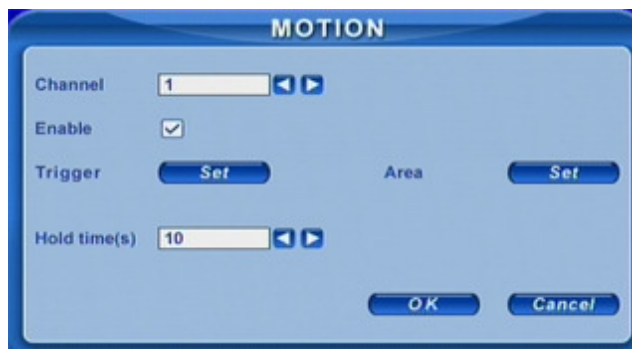 MOTION
Channel 1
Enable
Trigger Set Area Set
Hold time(s) 10
OK Cancel